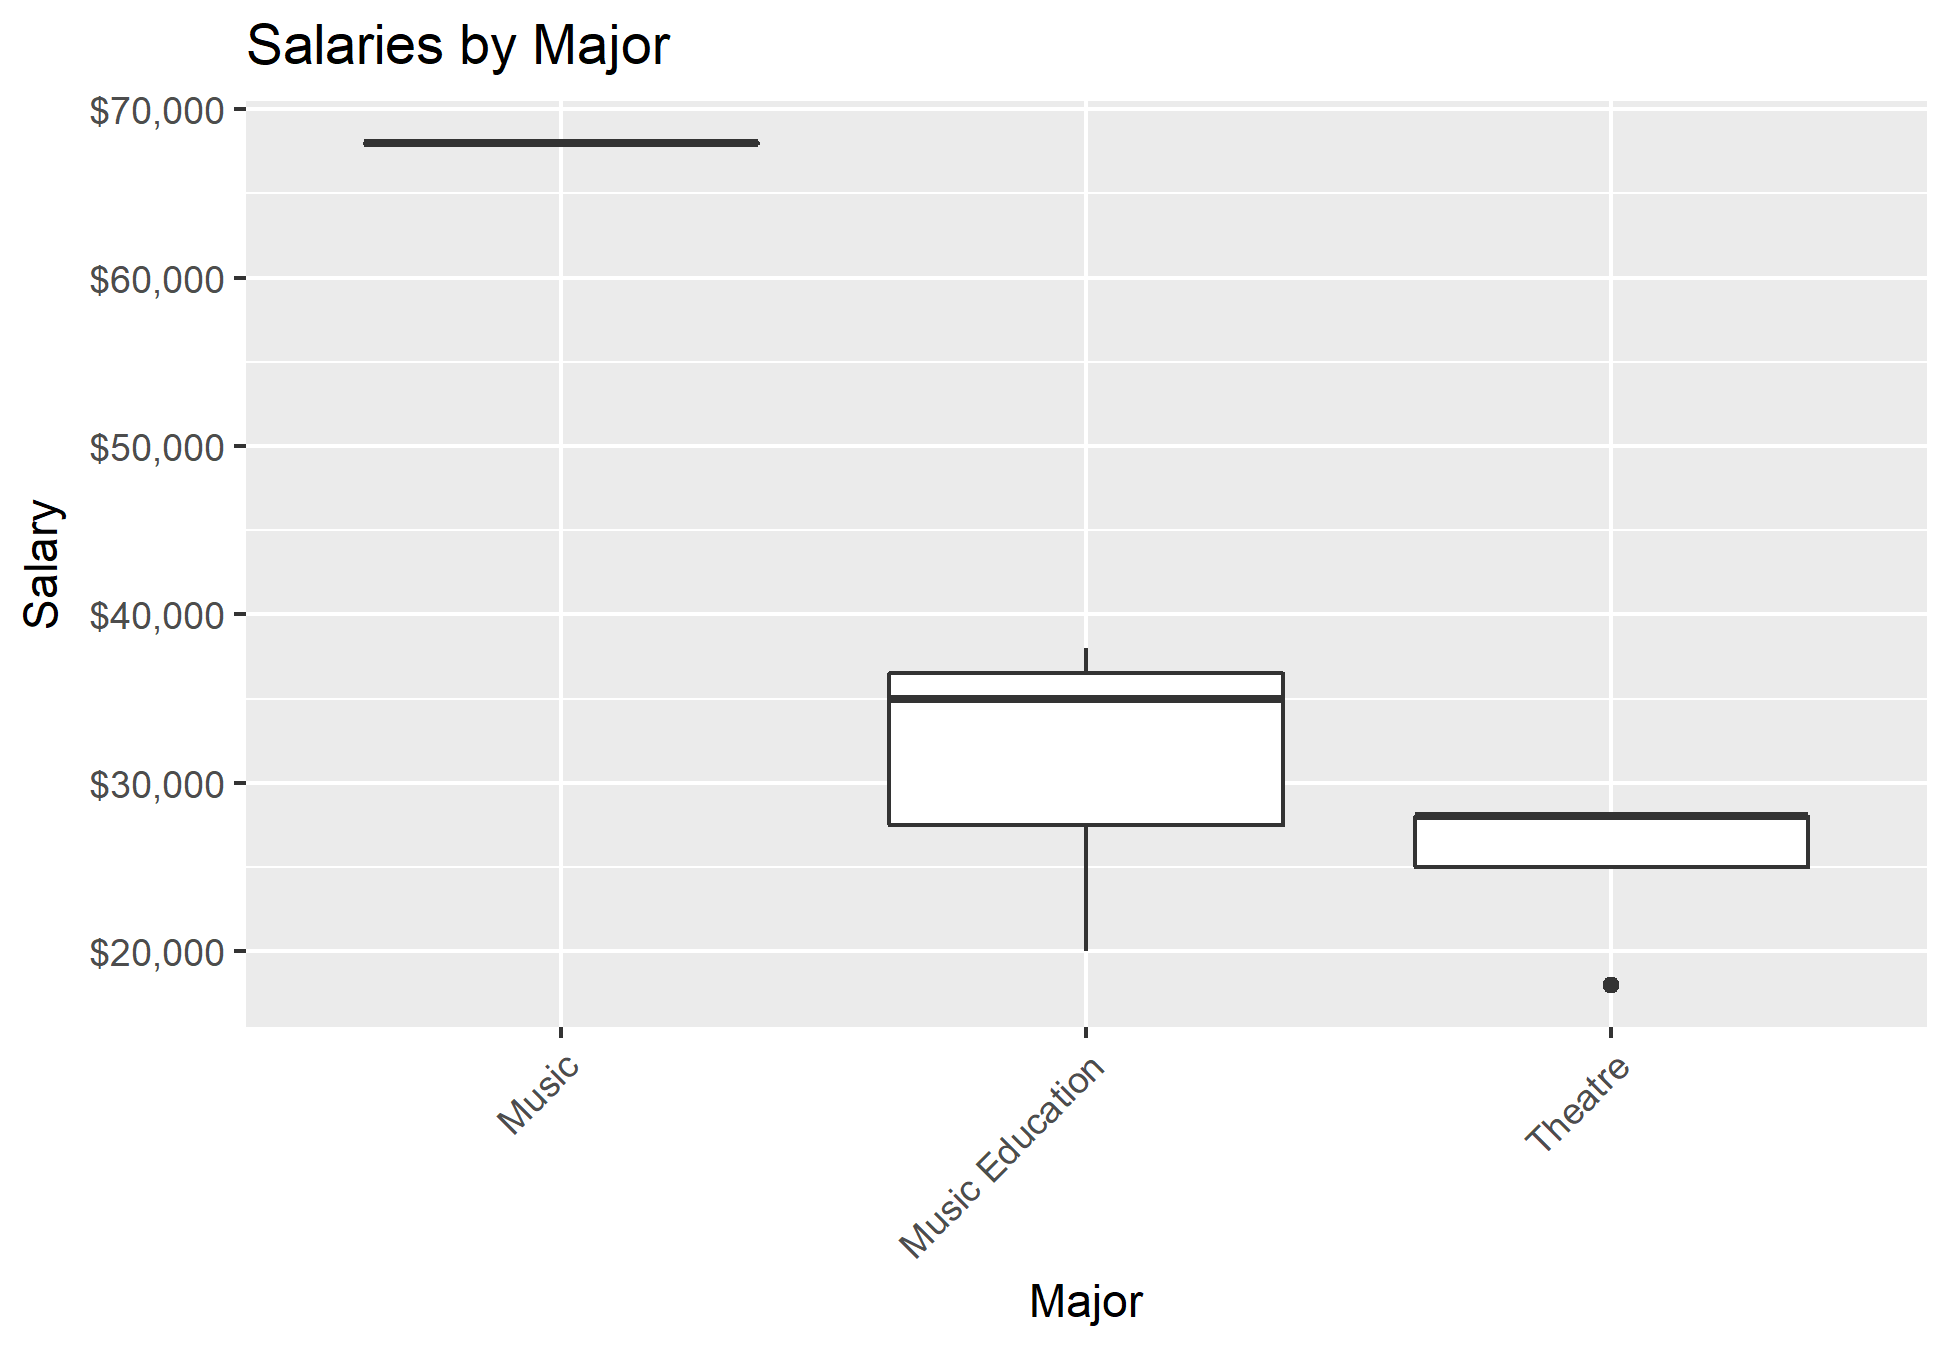 Salaries by Major
$70,000
$60,000
$50,000
$40,000
$30,000
$20,000
Salary
Music
Music Education
Theatre
Major